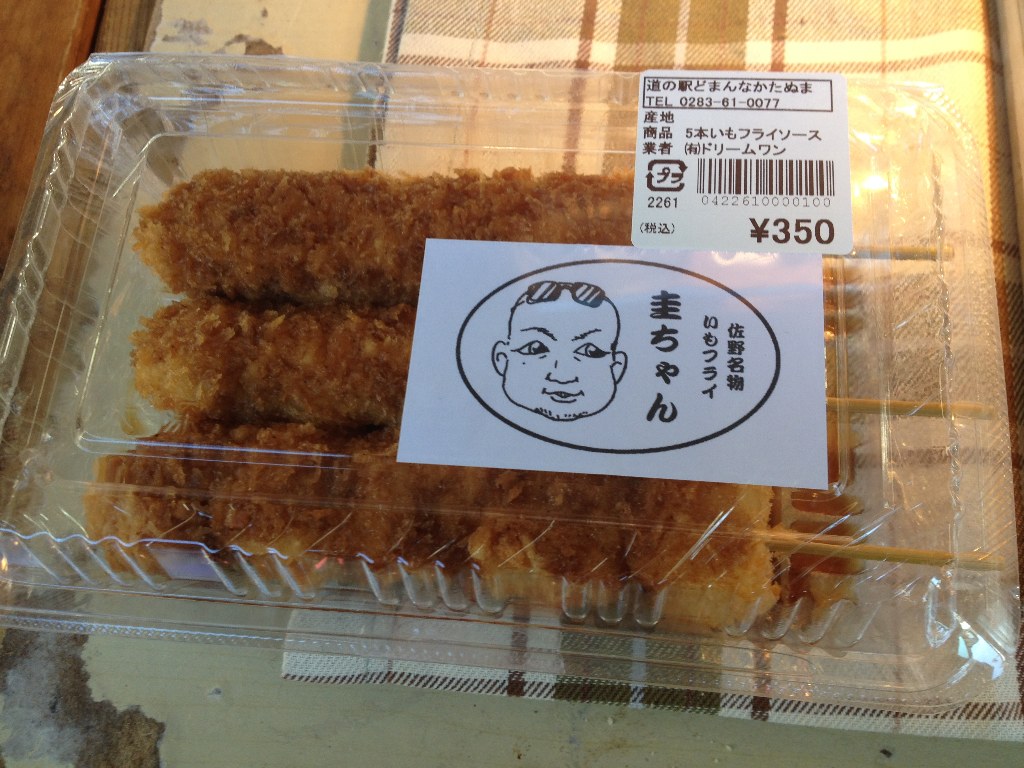 道の駅どまんなかたぬま
TEL 0283-61-0077
産地
商品 5本いもフライソース
業者 ㈲ドリームワン
プラ
2261
0422610000100
(税込)
¥350
佐野名物
いもフライ
圭ちゃん